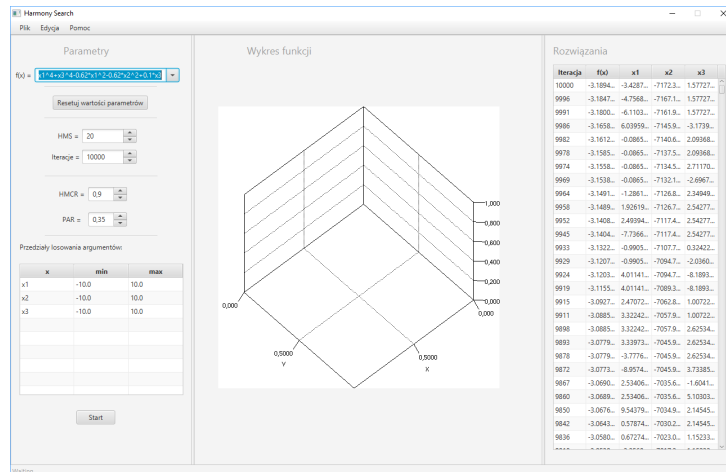 Harmony Search
Plik Edycja Pomoc
Parametry
f(x) = x1^4+x3^4-0.62*x1^2-0.62*x2^2+0.1*x3
Resetuj wartości parametrów
HMS = 20
Iteracje = 10000
HMCR = 0,9
PAR = 0,35
Przedziały losowania argumentów:
x min max
x1 -10.0 10.0
x2 -10.0 10.0
x3 -10.0 10.0
Start
Wykres funkcji
1,000
0,800
0,600
0,400
0,200
0,000
0,000
0,000
0,5000
0,5000
Y
X
Rozwiązania
Iteracja f(x) x1 x2 x3
10000 -3.1894... -3.4287... -7172.3... 1.57727...
9996 -3.1847... -4.7568... -7167.1... 1.57727...
9991 -3.1800... -6.1103... -7161.9... 1.57727...
9986 -3.1658... 6.03959... -7145.9... -3.1739...
9982 -3.1612... -0.0865... -7140.6... 2.09368...
9978 -3.1585... -0.0865... -7137.5... 2.09368...
9974 -3.1558... -0.0865... -7134.5... 2.71170...
9969 -3.1538... -0.0865... -7132.1... -2.6967...
9964 -3.1491... -1.2861... -7126.8... 2.34949...
9958 -3.1489... 1.92619... -7126.7... 2.54277...
9952 -3.1408... 2.49394... -7117.4... 2.54277...
9945 -3.1404... -7.7366... -7117.4... 2.54277...
9933 -3.1322... -0.9905... -7107.7... 0.32422...
9929 -3.1207... -0.9905... -7094.7... -2.0360...
9924 -3.1203... 4.01141... -7094.7... -8.1893...
9919 -3.1155... 4.01141... -7089.3... -8.1893...
9915 -3.0927... 2.47072... -7062.8... 1.00722...
9911 -3.0885... 3.32242... -7057.9... 1.00722...
9898 -3.0885... 3.32242... -7057.9... 2.62534...
9893 -3.0779... 3.33973... -7045.9... 2.62534...
9878 -3.0779... -3.7776... -7045.9... 2.62534...
9872 -3.0773... -8.9574... -7045.9... 3.73385...
9867 -3.0690... 2.53406... -7035.6... -1.6041...
9860 -3.0689... 2.53406... -7035.6... 5.10303...
9850 -3.0676... 9.54379... -7034.9... 2.14545...
9842 -3.0643... 0.57874... -7030.2... 2.14545...
9836 -3.0580... 0.67274... -7023.0... 1.15233...